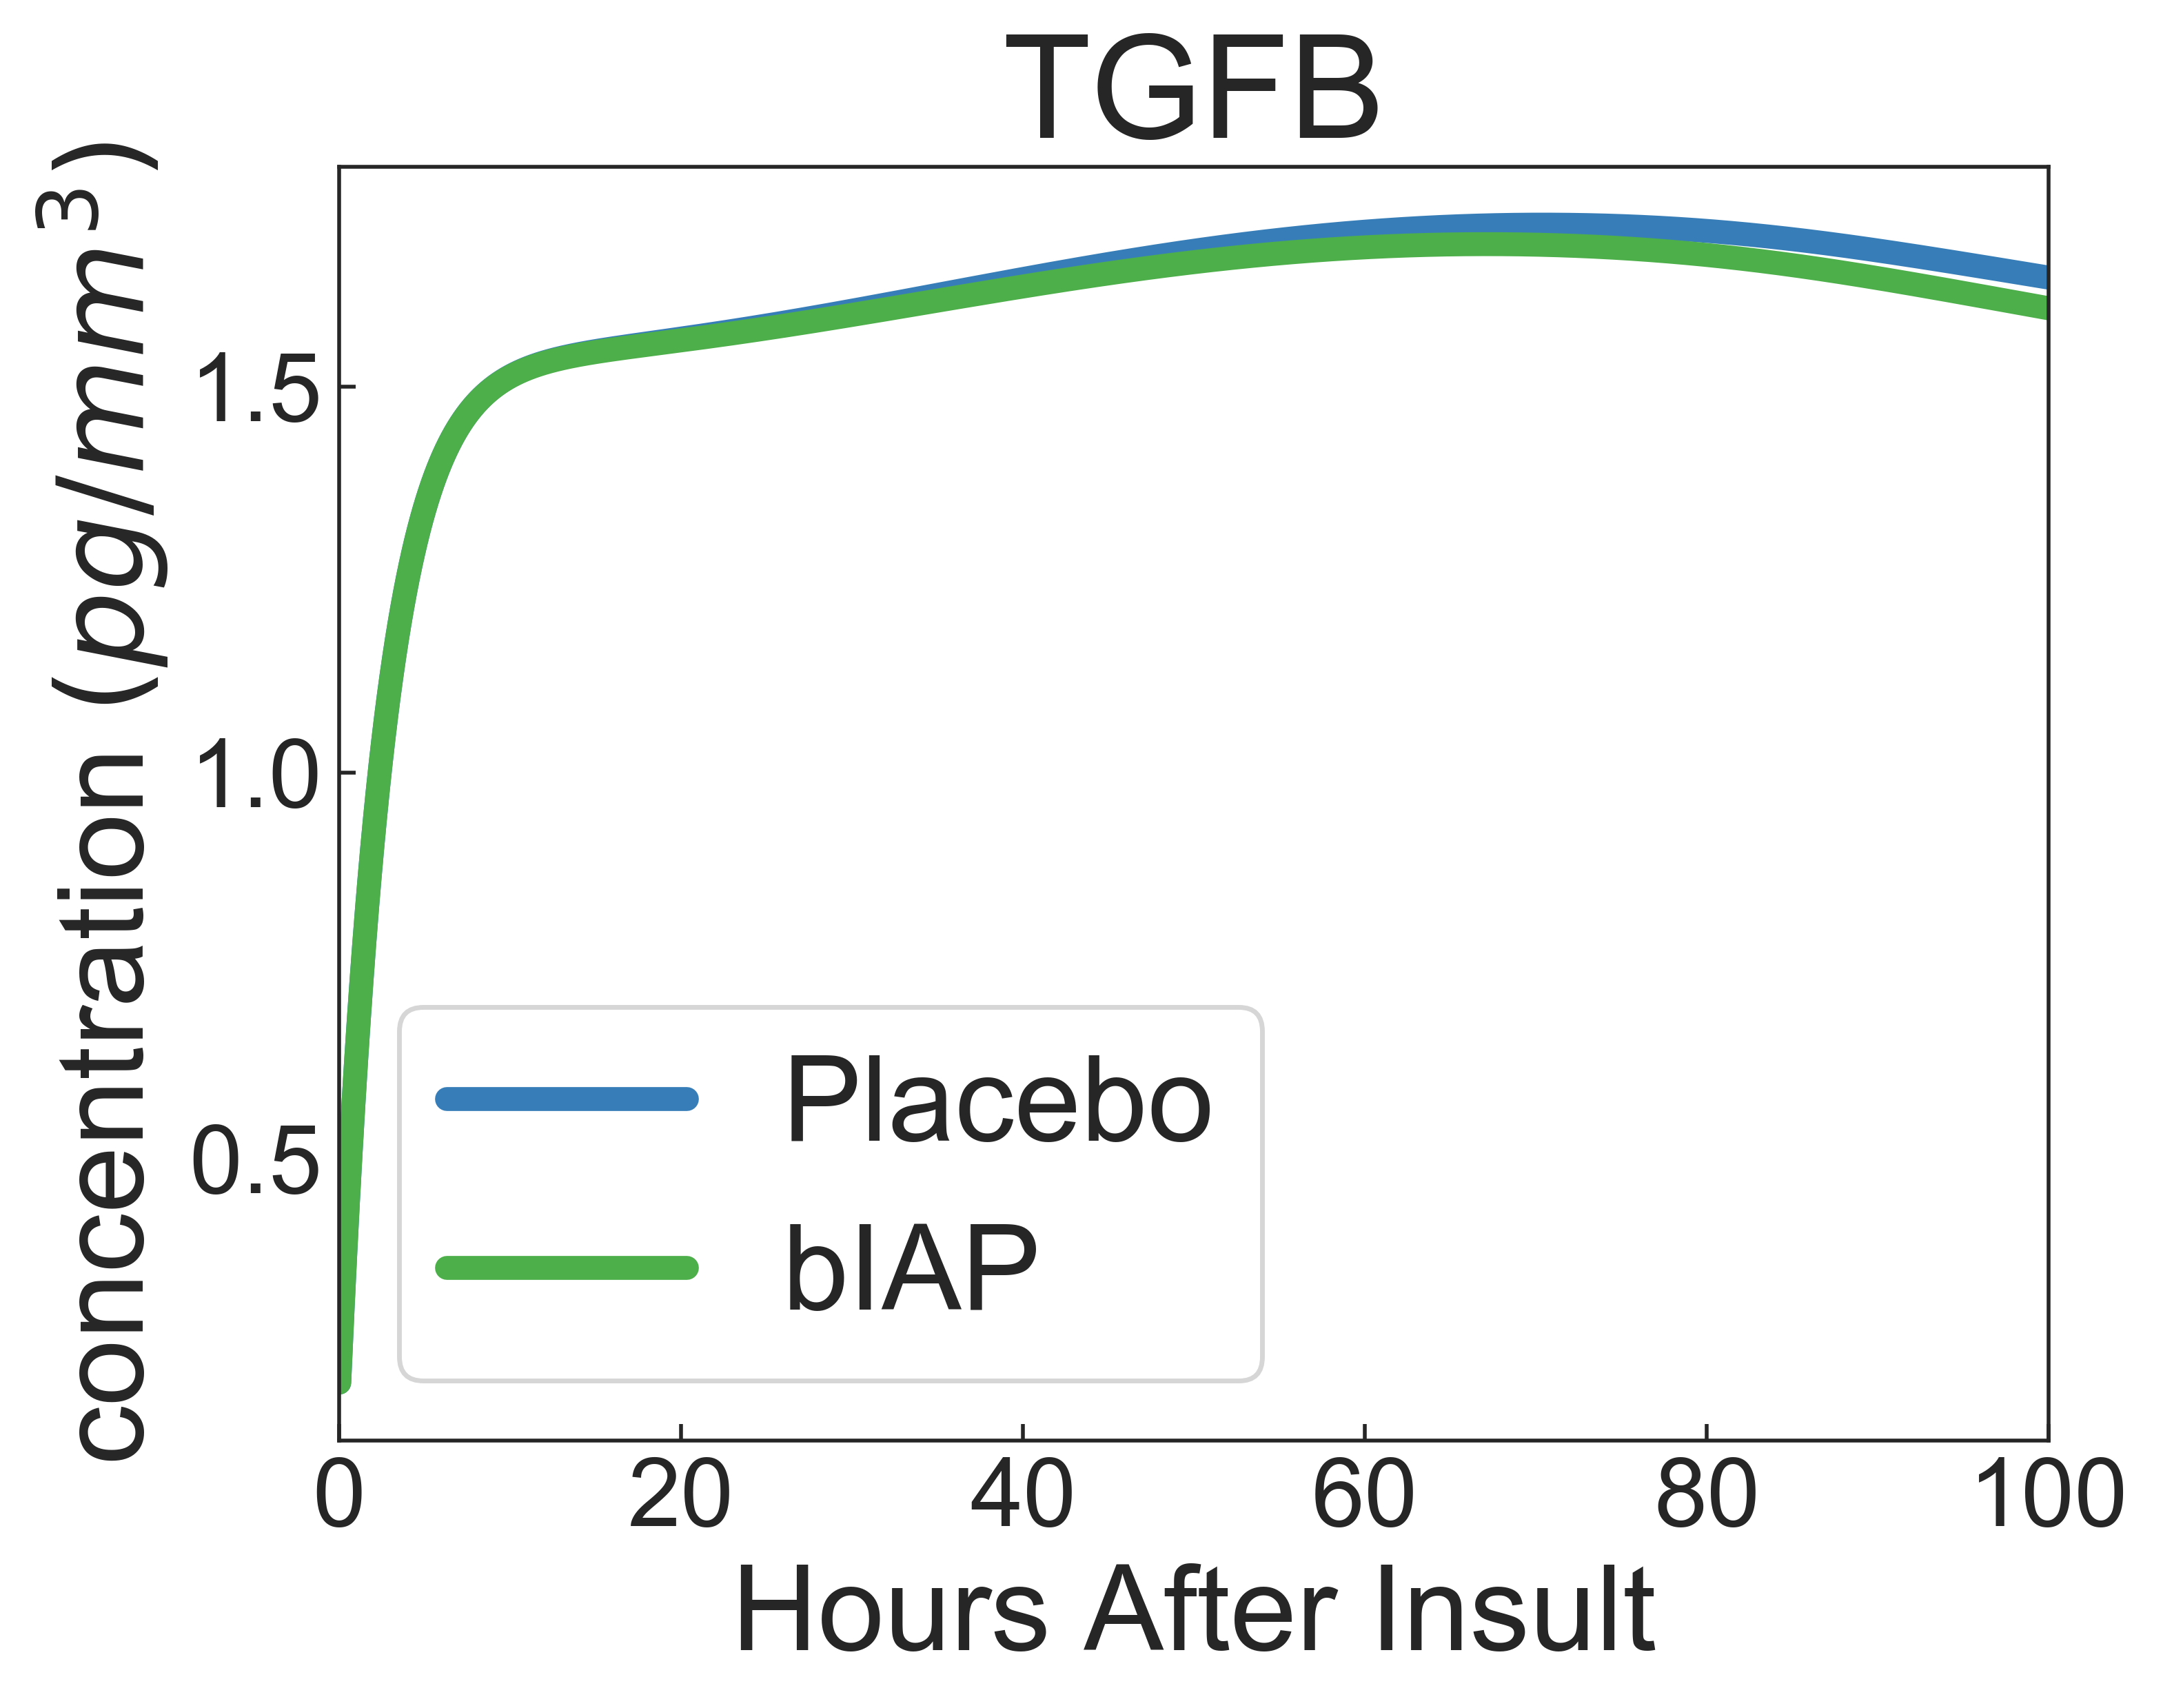 TGFB
concentration (pg/mm³)
1.5
1.0
0.5
Placebo
bIAP
0 20 40 60 80 100
Hours After Insult